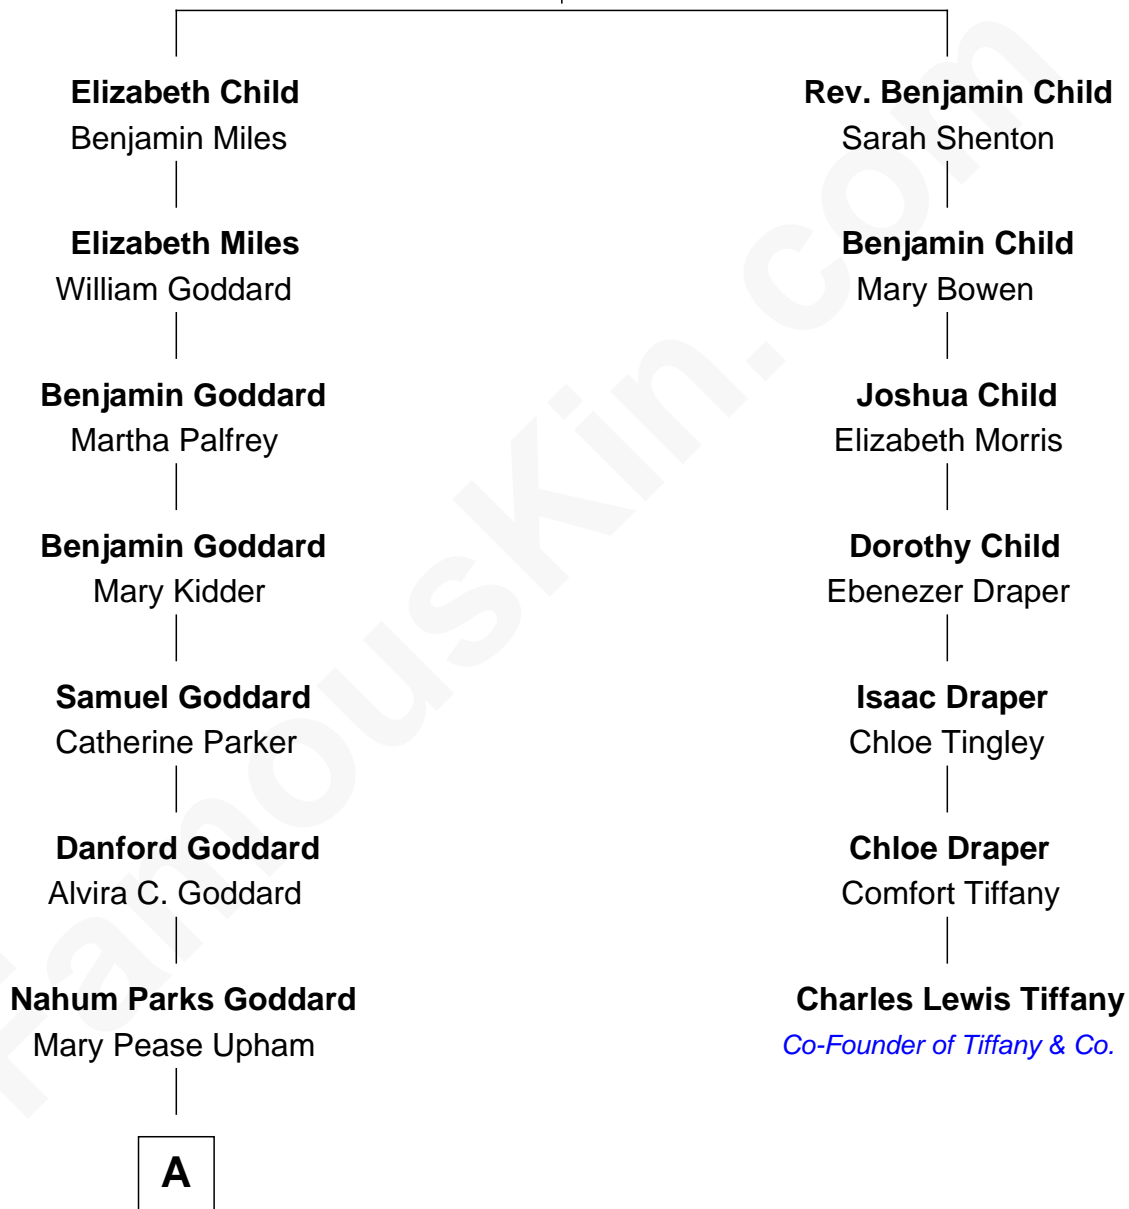 Elizabeth Child
Benjamin Miles
Rev. Benjamin Child
Sarah Shenton
Elizabeth Miles
William Goddard
Benjamin Child
Mary Bowen
Benjamin Goddard
Martha Palfrey
Joshua Child
Elizabeth Morris
Benjamin Goddard
Mary Kidder
Dorothy Child
Ebenezer Draper
Samuel Goddard
Catherine Parker
Isaac Draper
Chloe Tingley
Danford Goddard
Alvira C. Goddard
Chloe Draper
Comfort Tiffany
Nahum Parks Goddard
Mary Pease Upham
Charles Lewis Tiffany
Co-Founder of Tiffany & Co.
A
FamousKin.com